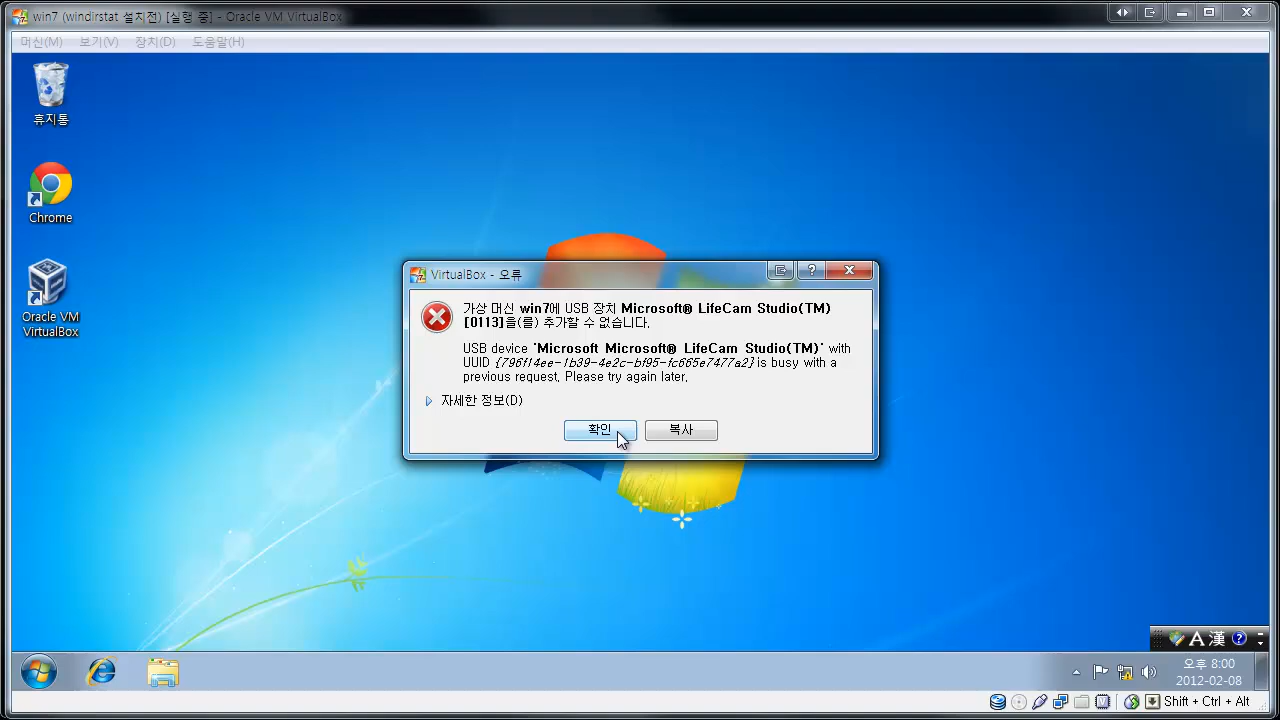 win7 (windirstat 설치전) [실행 중] - Oracle VM VirtualBox
머신(M) 보기(V) 장치(D) 도움말(H)
휴지통
Chrome
Oracle VM
VirtualBox
VirtualBox - 오류
가상 머신 win7에 USB 장치 Microsoft® LifeCam Studio(TM)
[0113]을(를) 추가할 수 없습니다.
USB device 'Microsoft Microsoft® LifeCam Studio(TM)' with
UUID {796f14ee-1b39-4e2c-bf95-fc665e7477a2} is busy with a
previous request. Please try again later.
자세한 정보(D)
확인 복사
A 漢 ?
오후 8:00
2012-02-08
Shift + Ctrl + Alt